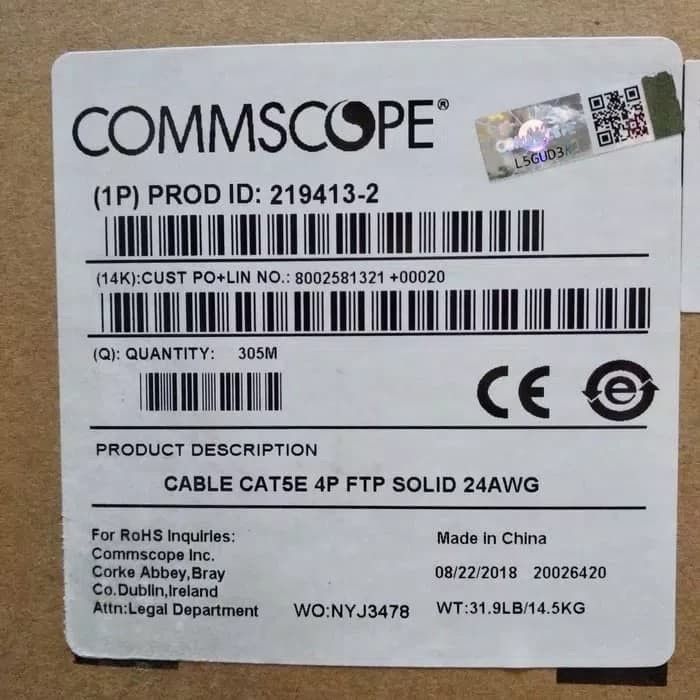 COMMSCOPE®
L5GUD3
(1P) PROD ID: 219413-2
(14K):CUST PO+LIN NO.: 8002581321 +00020
(Q): QUANTITY: 305M
CE e
PRODUCT DESCRIPTION
CABLE CAT5E 4P FTP SOLID 24AWG
For RoHS Inquiries:
Commscope Inc.
Corke Abbey,Bray
Co.Dublin,Ireland
Attn:Legal Department
WO:NYJ3478
Made in China
08/22/2018 20026420
WT:31.9LB/14.5KG